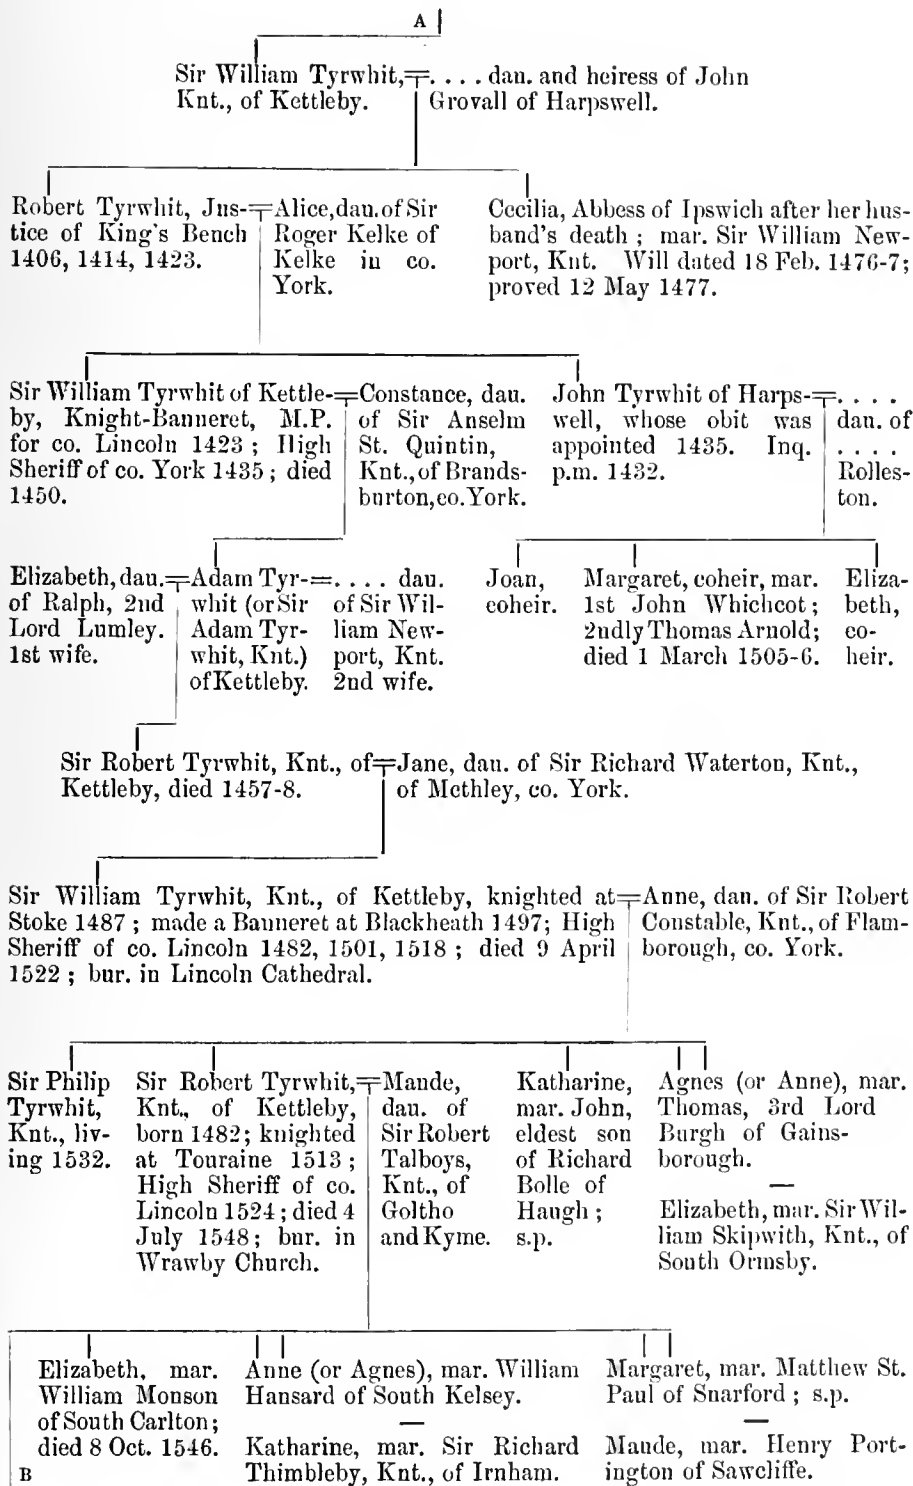 A
Sir William Tyrwhit,
Knt., of Kettleby.
. . . . dau. and heiress of John
Grovall of Harpswell.
Robert Tyrwhit, Jus-
tice of King's Bench
1406, 1414, 1423.
Alice, dau. of Sir
Roger Kelke of
Kelke in co.
York.
Cecilia, Abbess of Ipswich after her hus-
band's death ; mar. Sir William New-
port, Knt. Will dated 18 Feb. 1476-7;
proved 12 May 1477.
Sir William Tyrwhit of Kettle-
by, Knight-Banneret, M.P.
for co. Lincoln 1423 ; High
Sheriff of co. York 1435 ; died
1450.
Constance, dau.
of Sir Anselm
St. Quintin,
Knt., of Brands-
burton, co. York.
John Tyrwhit of Harps-
well, whose obit was
appointed 1435. Inq.
p.m. 1432.
. . . .
dau. of
. . . .
Rolles-
ton.
Elizabeth, dau.
of Ralph, 2nd
Lord Lumley.
1st wife.
Adam Tyr-
whit (or Sir
Adam Tyr-
whit, Knt.)
of Kettleby.
. . . . dau.
of Sir Wil-
liam New-
port, Knt.
2nd wife.
Joan,
coheir.
Margaret, coheir, mar.
1st John Whichcot ;
2ndly Thomas Arnold;
died 1 March 1505-6.
Eliza-
beth,
co-
heir.
Sir Robert Tyrwhit, Knt., of
Kettleby, died 1457-8.
Jane, dau. of Sir Richard Waterton, Knt.,
of Methley, co. York.
Sir William Tyrwhit, Knt., of Kettleby, knighted at
Stoke 1487 ; made a Banneret at Blackheath 1497; High
Sheriff of co. Lincoln 1482, 1501, 1518 ; died 9 April
1522 ; bur. in Lincoln Cathedral.
Anne, dau. of Sir Robert
Constable, Knt., of Flam-
borough, co. York.
Sir Philip
Tyrwhit,
Knt., liv-
ing 1532.
Sir Robert Tyrwhit,
Knt., of Kettleby,
born 1482; knighted
at Touraine 1513 ;
High Sheriff of co.
Lincoln 1524 ; died 4
July 1548 ; bur. in
Wrawby Church.
Maude,
dau. of
Sir Robert
Talboys,
Knt., of
Goltho
and Kyme.
Katharine,
mar. John,
eldest son
of Richard
Bolle of
Haugh ;
s.p.
Agnes (or Anne), mar.
Thomas, 3rd Lord
Burgh of Gains-
borough.
—
Elizabeth, mar. Sir Wil-
liam Skipwith, Knt., of
South Ormsby.
B
Elizabeth, mar.
William Monson
of South Carlton;
died 8 Oct. 1546.
Anne (or Agnes), mar. William
Hansard of South Kelsey.
—
Katharine, mar. Sir Richard
Thimbleby, Knt., of Irnham.
Margaret, mar. Matthew St.
Paul of Snarford ; s.p.
—
Maude, mar. Henry Port-
ington of Sawcliffe.